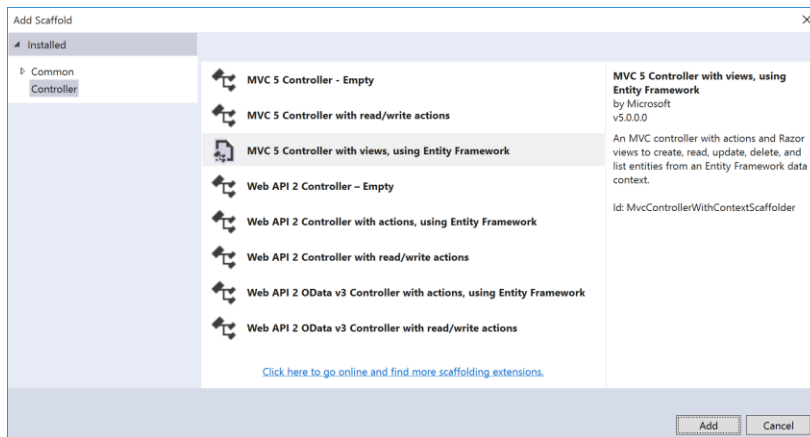 Add Scaffold
Installed
Common
Controller
MVC 5 Controller - Empty
MVC 5 Controller with read/write actions
MVC 5 Controller with views, using Entity Framework
Web API 2 Controller – Empty
Web API 2 Controller with actions, using Entity Framework
Web API 2 Controller with read/write actions
Web API 2 OData v3 Controller with actions, using Entity Framework
Web API 2 OData v3 Controller with read/write actions
Click here to go online and find more scaffolding extensions.
MVC 5 Controller with views, using
Entity Framework
by Microsoft
v5.0.0.0
An MVC controller with actions and Razor
views to create, read, update, delete, and
list entities from an Entity Framework data
context.
Id: MvcControllerWithContextScaffolder
Add
Cancel